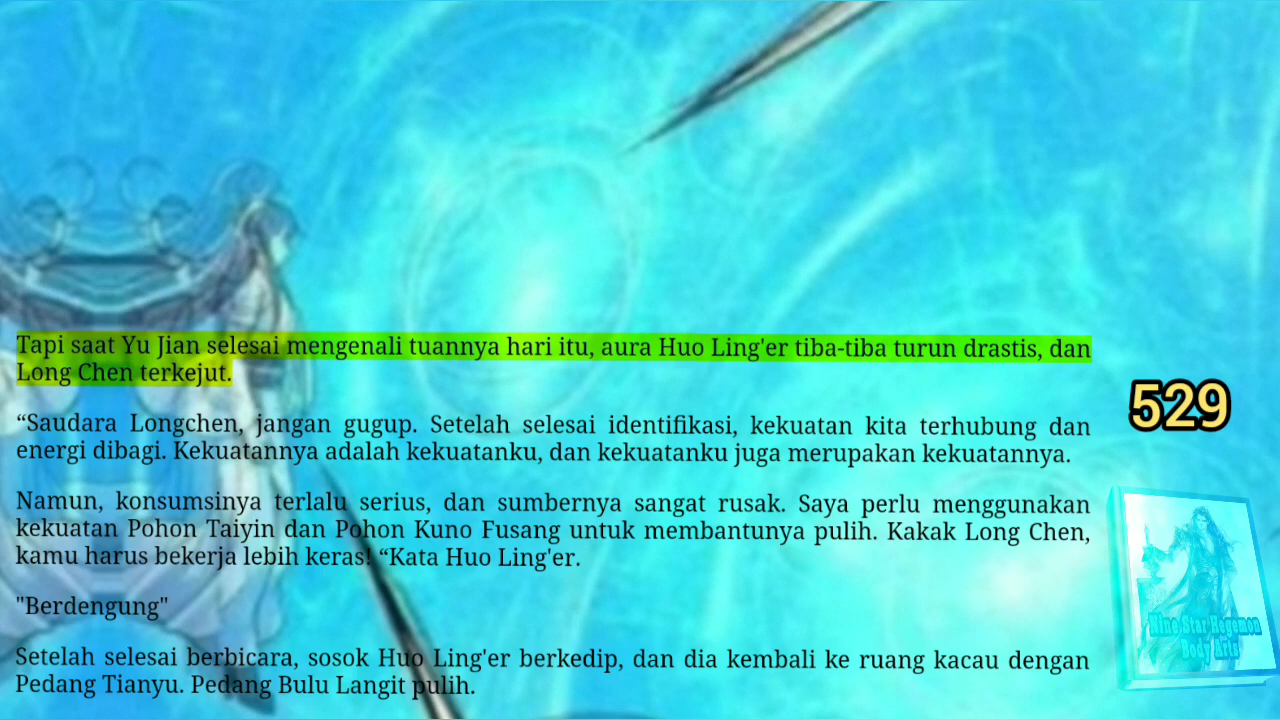 Tapi saat Yu Jian selesai mengenali tuannya hari itu, aura Huo Ling'er tiba-tiba turun drastis, dan
Long Chen terkejut.
“Saudara Longchen, jangan gugup. Setelah selesai identifikasi, kekuatan kita terhubung dan
energi dibagi. Kekuatannya adalah kekuatanku, dan kekuatanku juga merupakan kekuatannya.
Namun, konsumsinya terlalu serius, dan sumbernya sangat rusak. Saya perlu menggunakan
kekuatan Pohon Taiyin dan Pohon Kuno Fusang untuk membantunya pulih. Kakak Long Chen,
kamu harus bekerja lebih keras! “Kata Huo Ling'er.
"Berdengung"
Setelah selesai berbicara, sosok Huo Ling'er berkedip, dan dia kembali ke ruang kacau dengan
Pedang Tianyu. Pedang Bulu Langit pulih.
529
Nine Star Hegemon
Body Arts